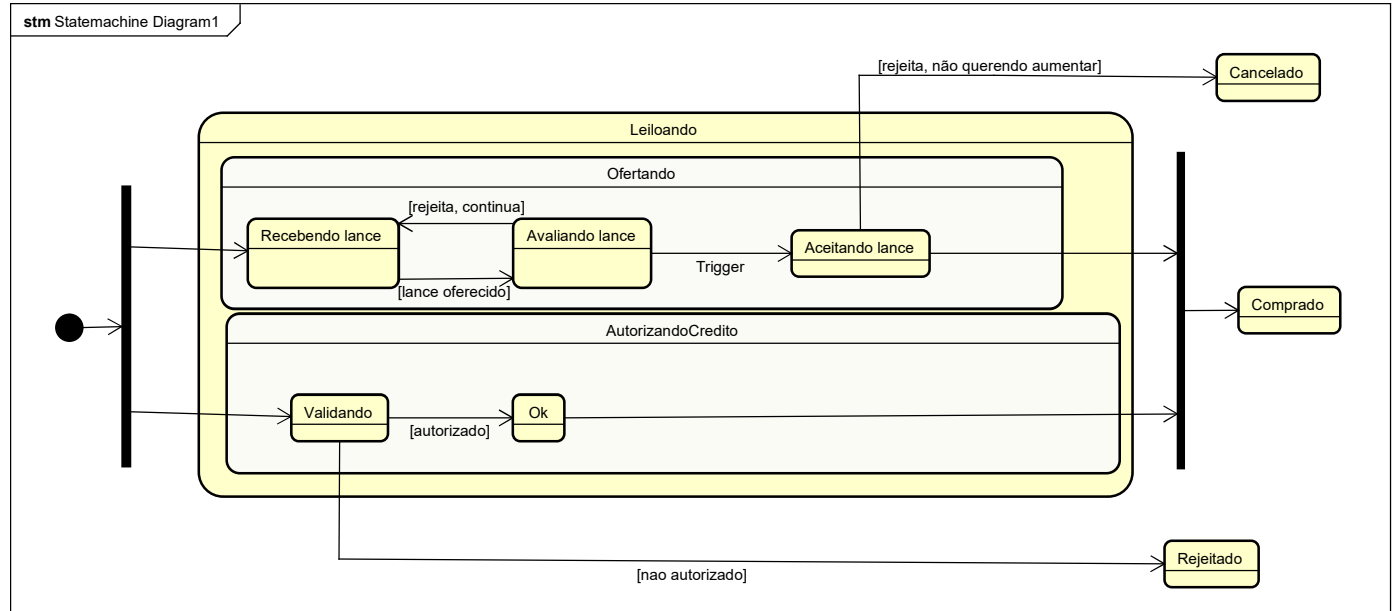 stm Statemachine Diagram1
[rejeita, não querendo aumentar]
Cancelado
Leiloando
Ofertando
[rejeita, continua]
Recebendo lance
Avaliando lance
Aceitando lance
Trigger
[lance oferecido]
Comprado
AutorizandoCredito
Validando
Ok
[autorizado]
Rejeitado
[nao autorizado]